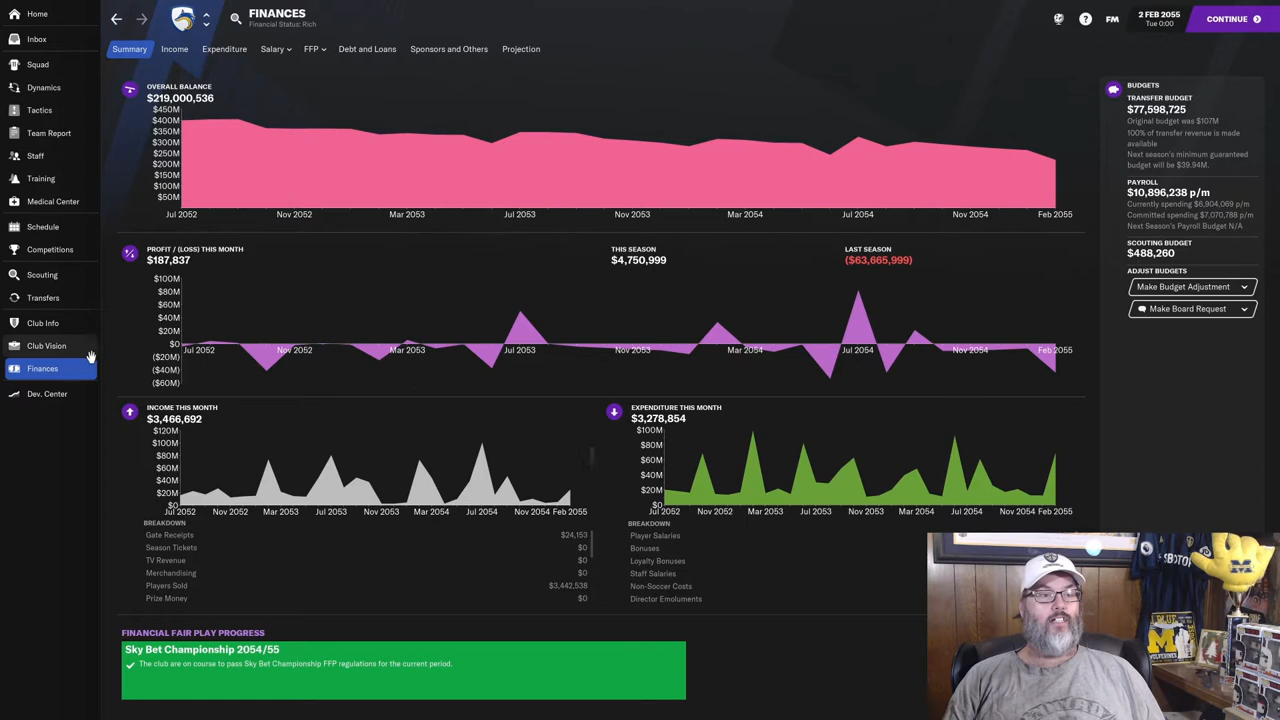 Home
Inbox
Squad
Dynamics
Tactics
Team Report
Staff
Training
Medical Center
Schedule
Competitions
Scouting
Transfers
Club Info
Club Vision
Finances
Dev. Center
FINANCES
Financial Status: Rich
FM
2 FEB 2055
Tue 0:00
CONTINUE
Summary
Income
Expenditure
Salary
FFP
Debt and Loans
Sponsors and Others
Projection
OVERALL BALANCE
$219,000,536
$450M
$400M
$350M
$300M
$250M
$200M
$150M
$100M
$50M
Jul 2052 Nov 2052 Mar 2053 Jul 2053 Nov 2053 Mar 2054 Jul 2054 Nov 2054 Feb 2055
PROFIT / (LOSS) THIS MONTH
$187,837
THIS SEASON
$4,750,999
LAST SEASON
($63,665,999)
$100M
$80M
$60M
$40M
$20M
$0
($20M)
($40M)
($60M)
Jul 2052 Nov 2052 Mar 2053 Jul 2053 Nov 2053 Mar 2054 Jul 2054 Nov 2054 Feb 2055
INCOME THIS MONTH
$3,466,692
$120M
$100M
$80M
$60M
$40M
$20M
$0
Jul 2052 Nov 2052 Mar 2053 Jul 2053 Nov 2053 Mar 2054 Jul 2054 Nov 2054 Feb 2055
BREAKDOWN
Gate Receipts $24,153
Season Tickets $0
TV Revenue $0
Merchandising $0
Players Sold $3,442,538
Prize Money $0
EXPENDITURE THIS MONTH
$3,278,854
$100M
$80M
$60M
$40M
$20M
$0
Jul 2052 Nov 2052 Mar 2053 Jul 2053 Nov 2053 Mar 2054 Jul 2054 Nov 2054 Feb 2055
BREAKDOWN
Player Salaries
Bonuses
Loyalty Bonuses
Staff Salaries
Non-Soccer Costs
Director Emoluments
FINANCIAL FAIR PLAY PROGRESS
Sky Bet Championship 2054/55
The club are on course to pass Sky Bet Championship FFP regulations for the current period.
BUDGETS
TRANSFER BUDGET
$77,598,725
Original budget was $107M
100% of transfer revenue is made
available
Next season's minimum guaranteed
budget will be $39.94M.
PAYROLL
$10,896,238 p/m
Currently spending $6,904,069 p/m
Committed spending $7,070,788 p/m
Next Season's Payroll Budget N/A
SCOUTING BUDGET
$488,260
ADJUST BUDGETS
Make Budget Adjustment
Make Board Request
M
BLUE
M